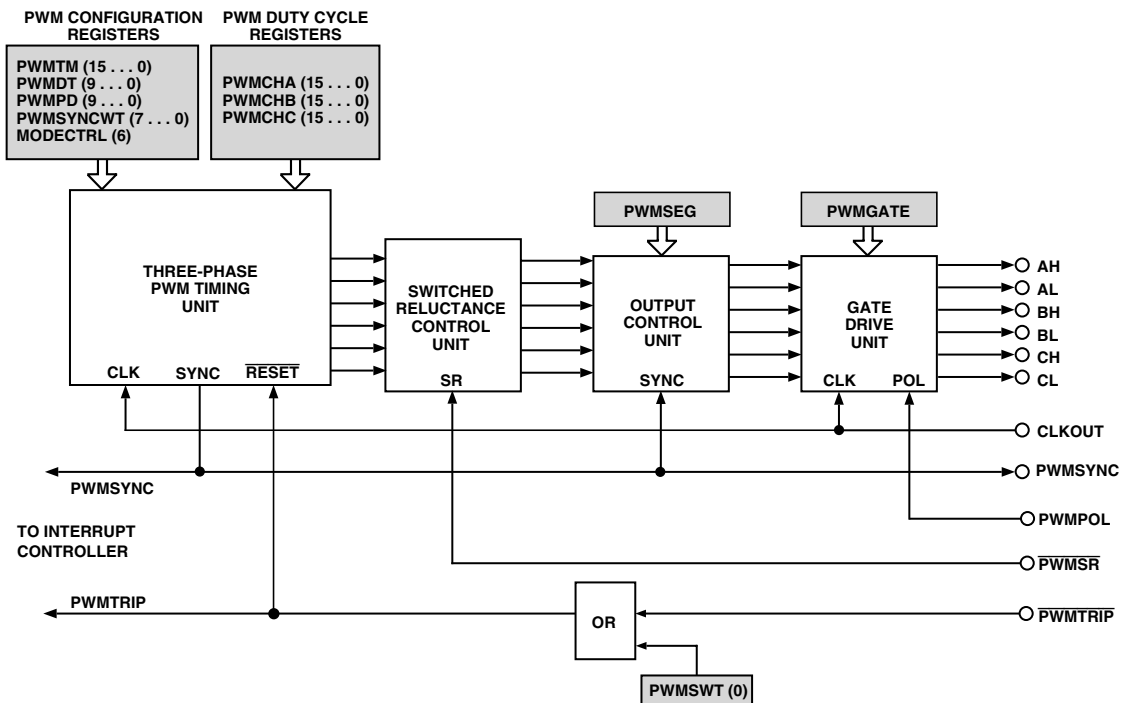 PWM CONFIGURATION
REGISTERS
PWM DUTY CYCLE
REGISTERS
PWMTM (15 . . . 0)
PWMDT (9 . . . 0)
PWMPD (9 . . . 0)
PWMSYNCWT (7 . . . 0)
MODECTRL (6)
PWMCHA (15 . . . 0)
PWMCHB (15 . . . 0)
PWMCHC (15 . . . 0)
PWMSEG
PWMGATE
THREE-PHASE
PWM TIMING
UNIT
CLK SYNC RESET
SWITCHED
RELUCTANCE
CONTROL
UNIT
SR
OUTPUT
CONTROL
UNIT
SYNC
GATE
DRIVE
UNIT
CLK POL
AH
AL
BH
BL
CH
CL
CLKOUT
PWMSYNC
PWMSYNC
PWMPOL
TO INTERRUPT
CONTROLLER
PWMSR
PWMTRIP
OR
PWMTRIP
PWMSWT (0)